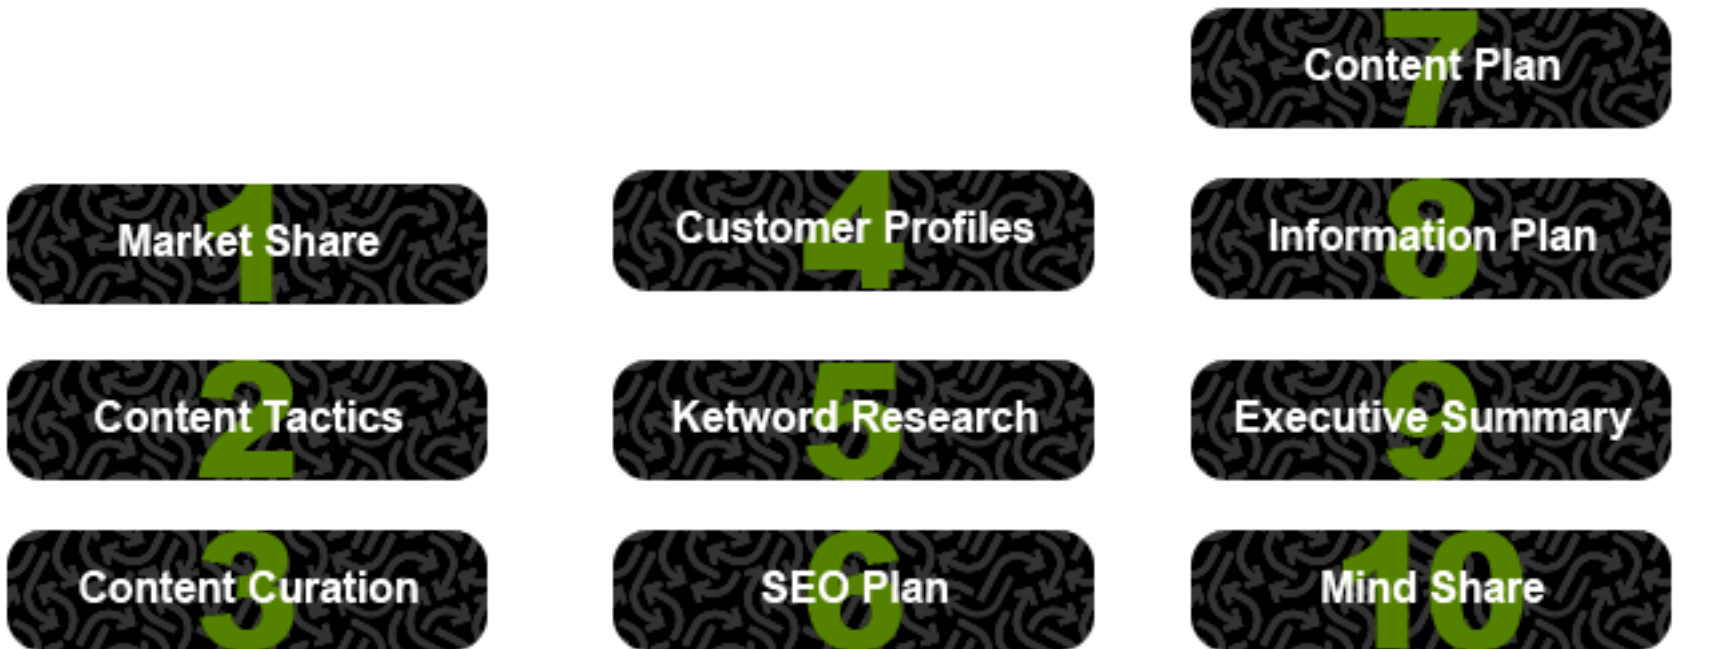 1
Market Share
2
Content Tactics
3
Content Curation
4
Customer Profiles
5
Ketword Research
6
SEO Plan
7
Content Plan
8
Information Plan
9
Executive Summary
10
Mind Share